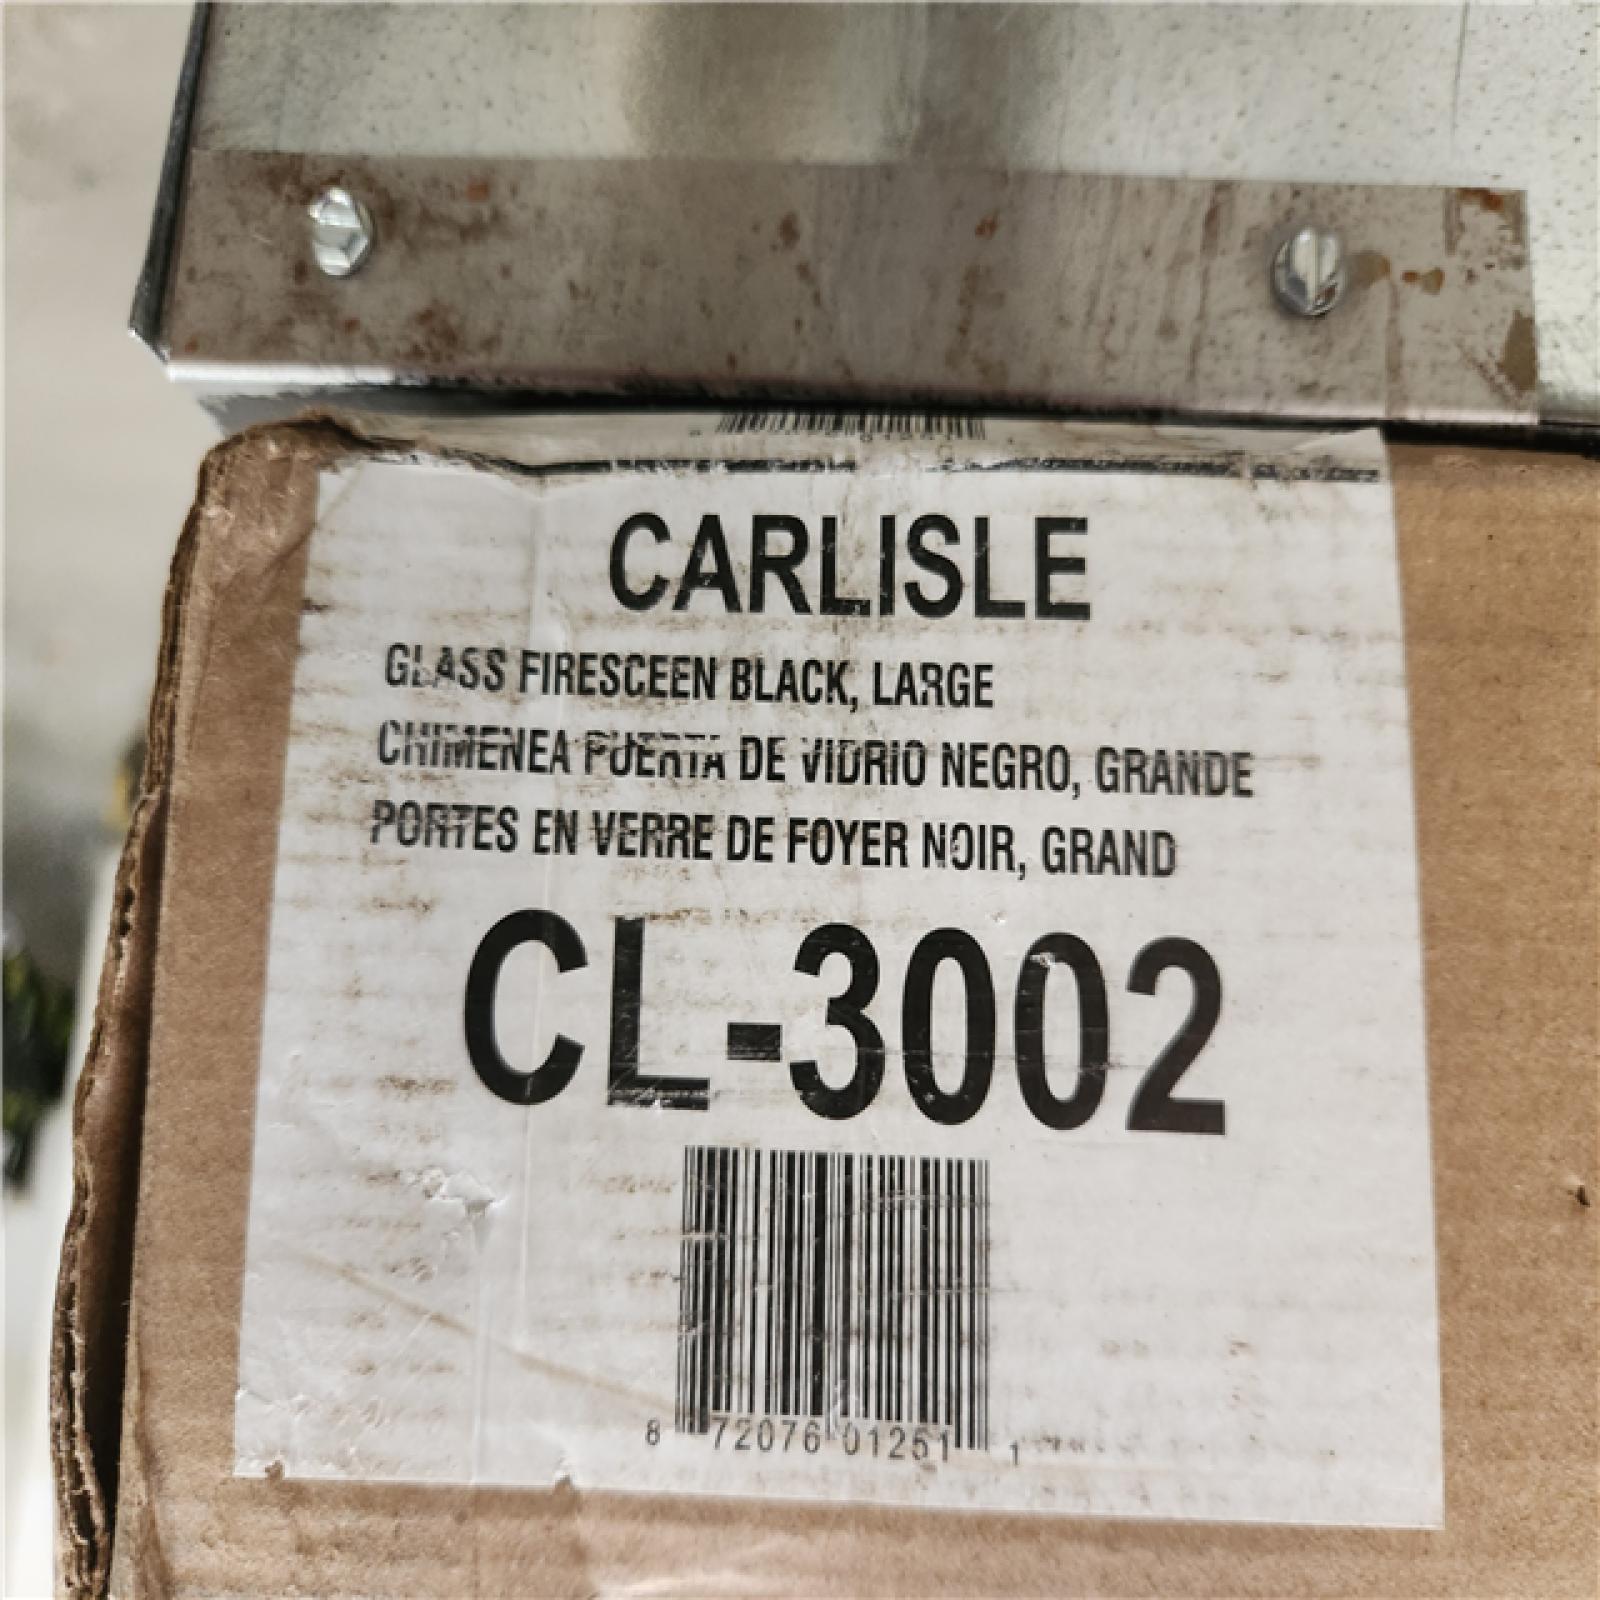 CARLISLE
GLASS FIRESCEEN BLACK, LARGE
CHIMENEA PUERTA DE VIDRIO NEGRO, GRANDE
PORTES EN VERRE DE FOYER NOIR, GRAND
CL-3002
8 72076 01251 1